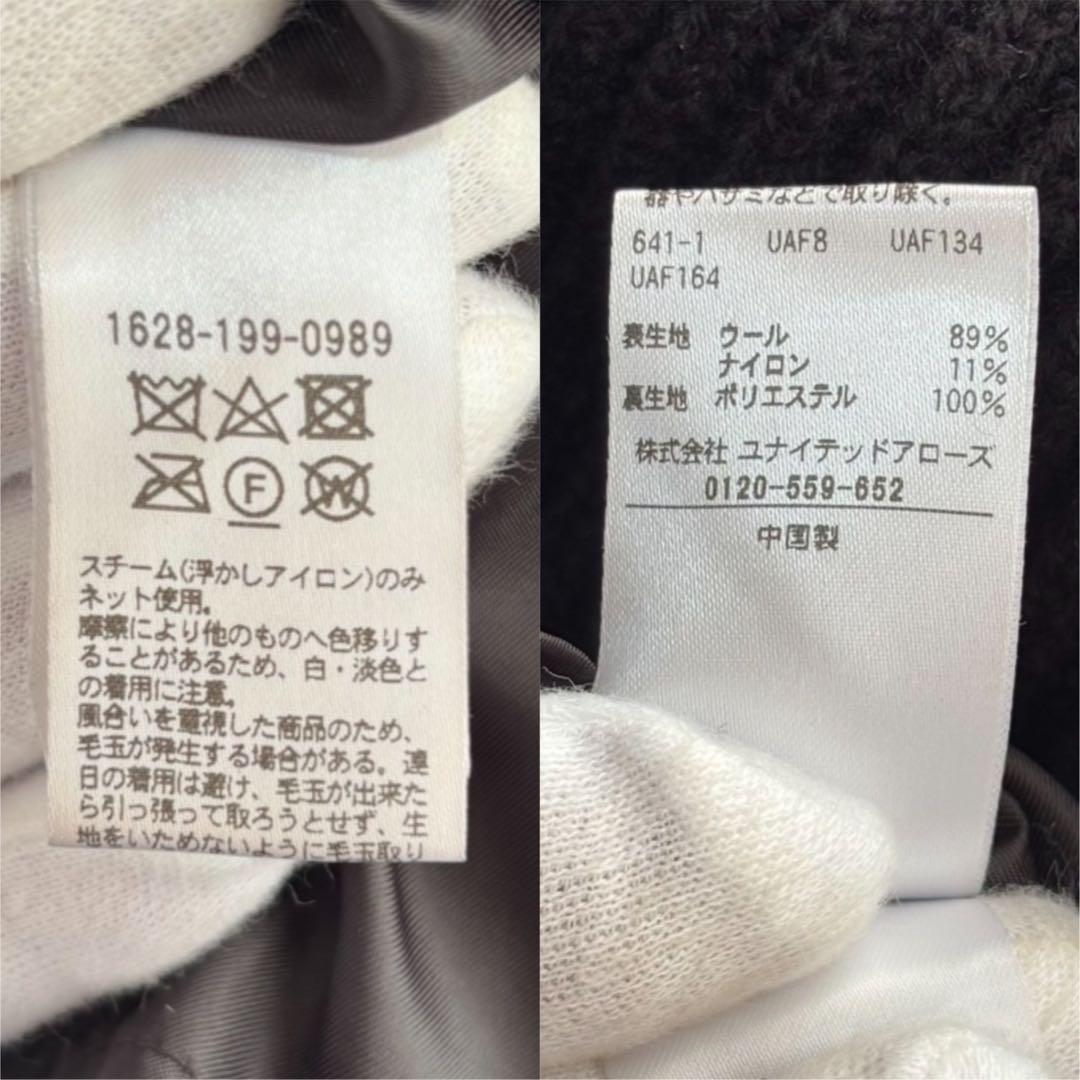 1628-199-0989
F
W
スチーム(浮かしアイロン)のみ
ネット使用。
摩擦により他のものへ色移りす
ることがあるため、白・淡色と
の着用に注意。
風合いを重視した商品のため、
毛玉が発生する場合がある。連
日の着用は避け、毛玉が出来た
ら引っ張って取ろうとせず、生
地をいためないように毛玉取り
器やハサミなどで取り除く。
641-1 UAF8 UAF134
UAF164
表生地 ウール 89%
ナイロン 11%
裏生地 ポリエステル 100%
株式会社 ユナイテッドアローズ
0120-559-652
中国製